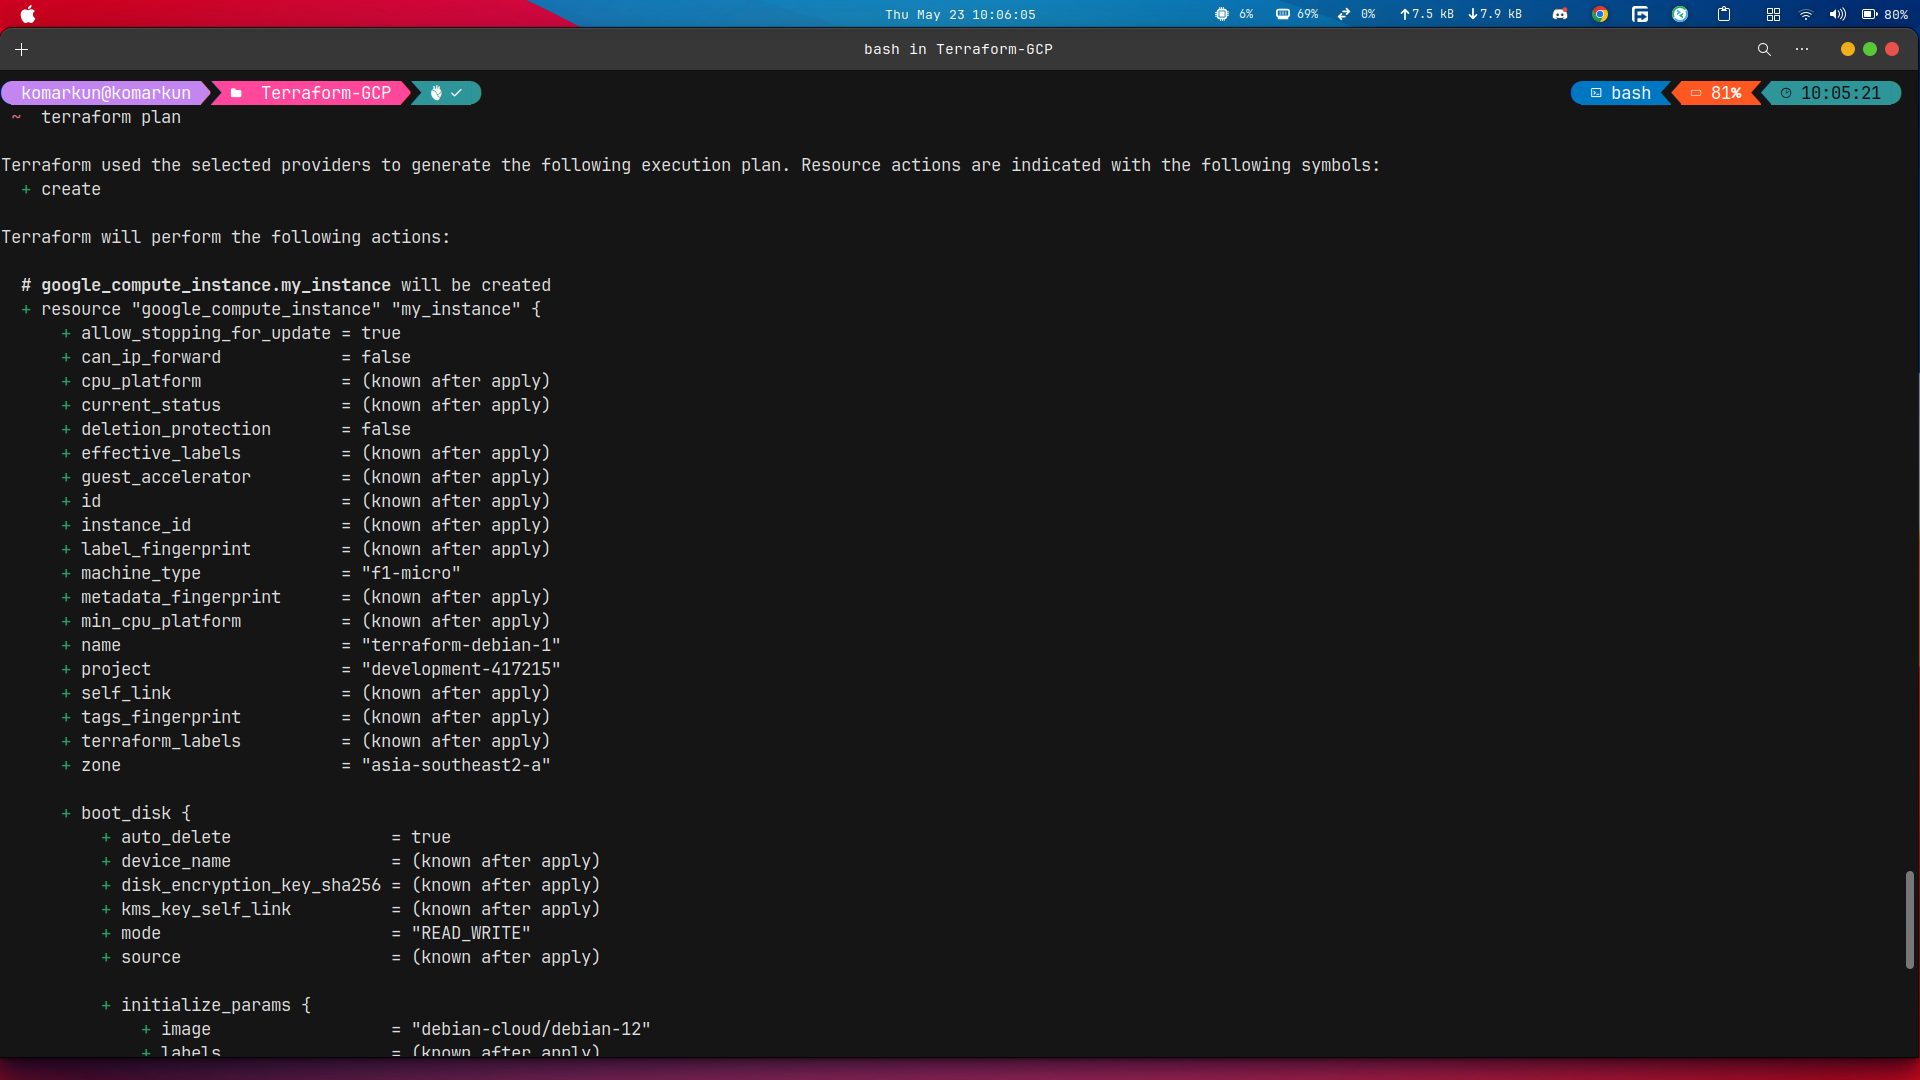 Thu May 23 10:06:05
6%
69%
0%
7.5 kB
7.9 kB
80%
bash in Terraform-GCP
komarkun@komarkun
Terraform-GCP
bash
81%
10:05:21
~ terraform plan
Terraform used the selected providers to generate the following execution plan. Resource actions are indicated with the following symbols:
+ create
Terraform will perform the following actions:
# google_compute_instance.my_instance will be created
+ resource "google_compute_instance" "my_instance" {
+ allow_stopping_for_update = true
+ can_ip_forward = false
+ cpu_platform = (known after apply)
+ current_status = (known after apply)
+ deletion_protection = false
+ effective_labels = (known after apply)
+ guest_accelerator = (known after apply)
+ id = (known after apply)
+ instance_id = (known after apply)
+ label_fingerprint = (known after apply)
+ machine_type = "f1-micro"
+ metadata_fingerprint = (known after apply)
+ min_cpu_platform = (known after apply)
+ name = "terraform-debian-1"
+ project = "development-417215"
+ self_link = (known after apply)
+ tags_fingerprint = (known after apply)
+ terraform_labels = (known after apply)
+ zone = "asia-southeast2-a"
+ boot_disk {
+ auto_delete = true
+ device_name = (known after apply)
+ disk_encryption_key_sha256 = (known after apply)
+ kms_key_self_link = (known after apply)
+ mode = "READ_WRITE"
+ source = (known after apply)
+ initialize_params {
+ image = "debian-cloud/debian-12"
+ labels = (known after apply)